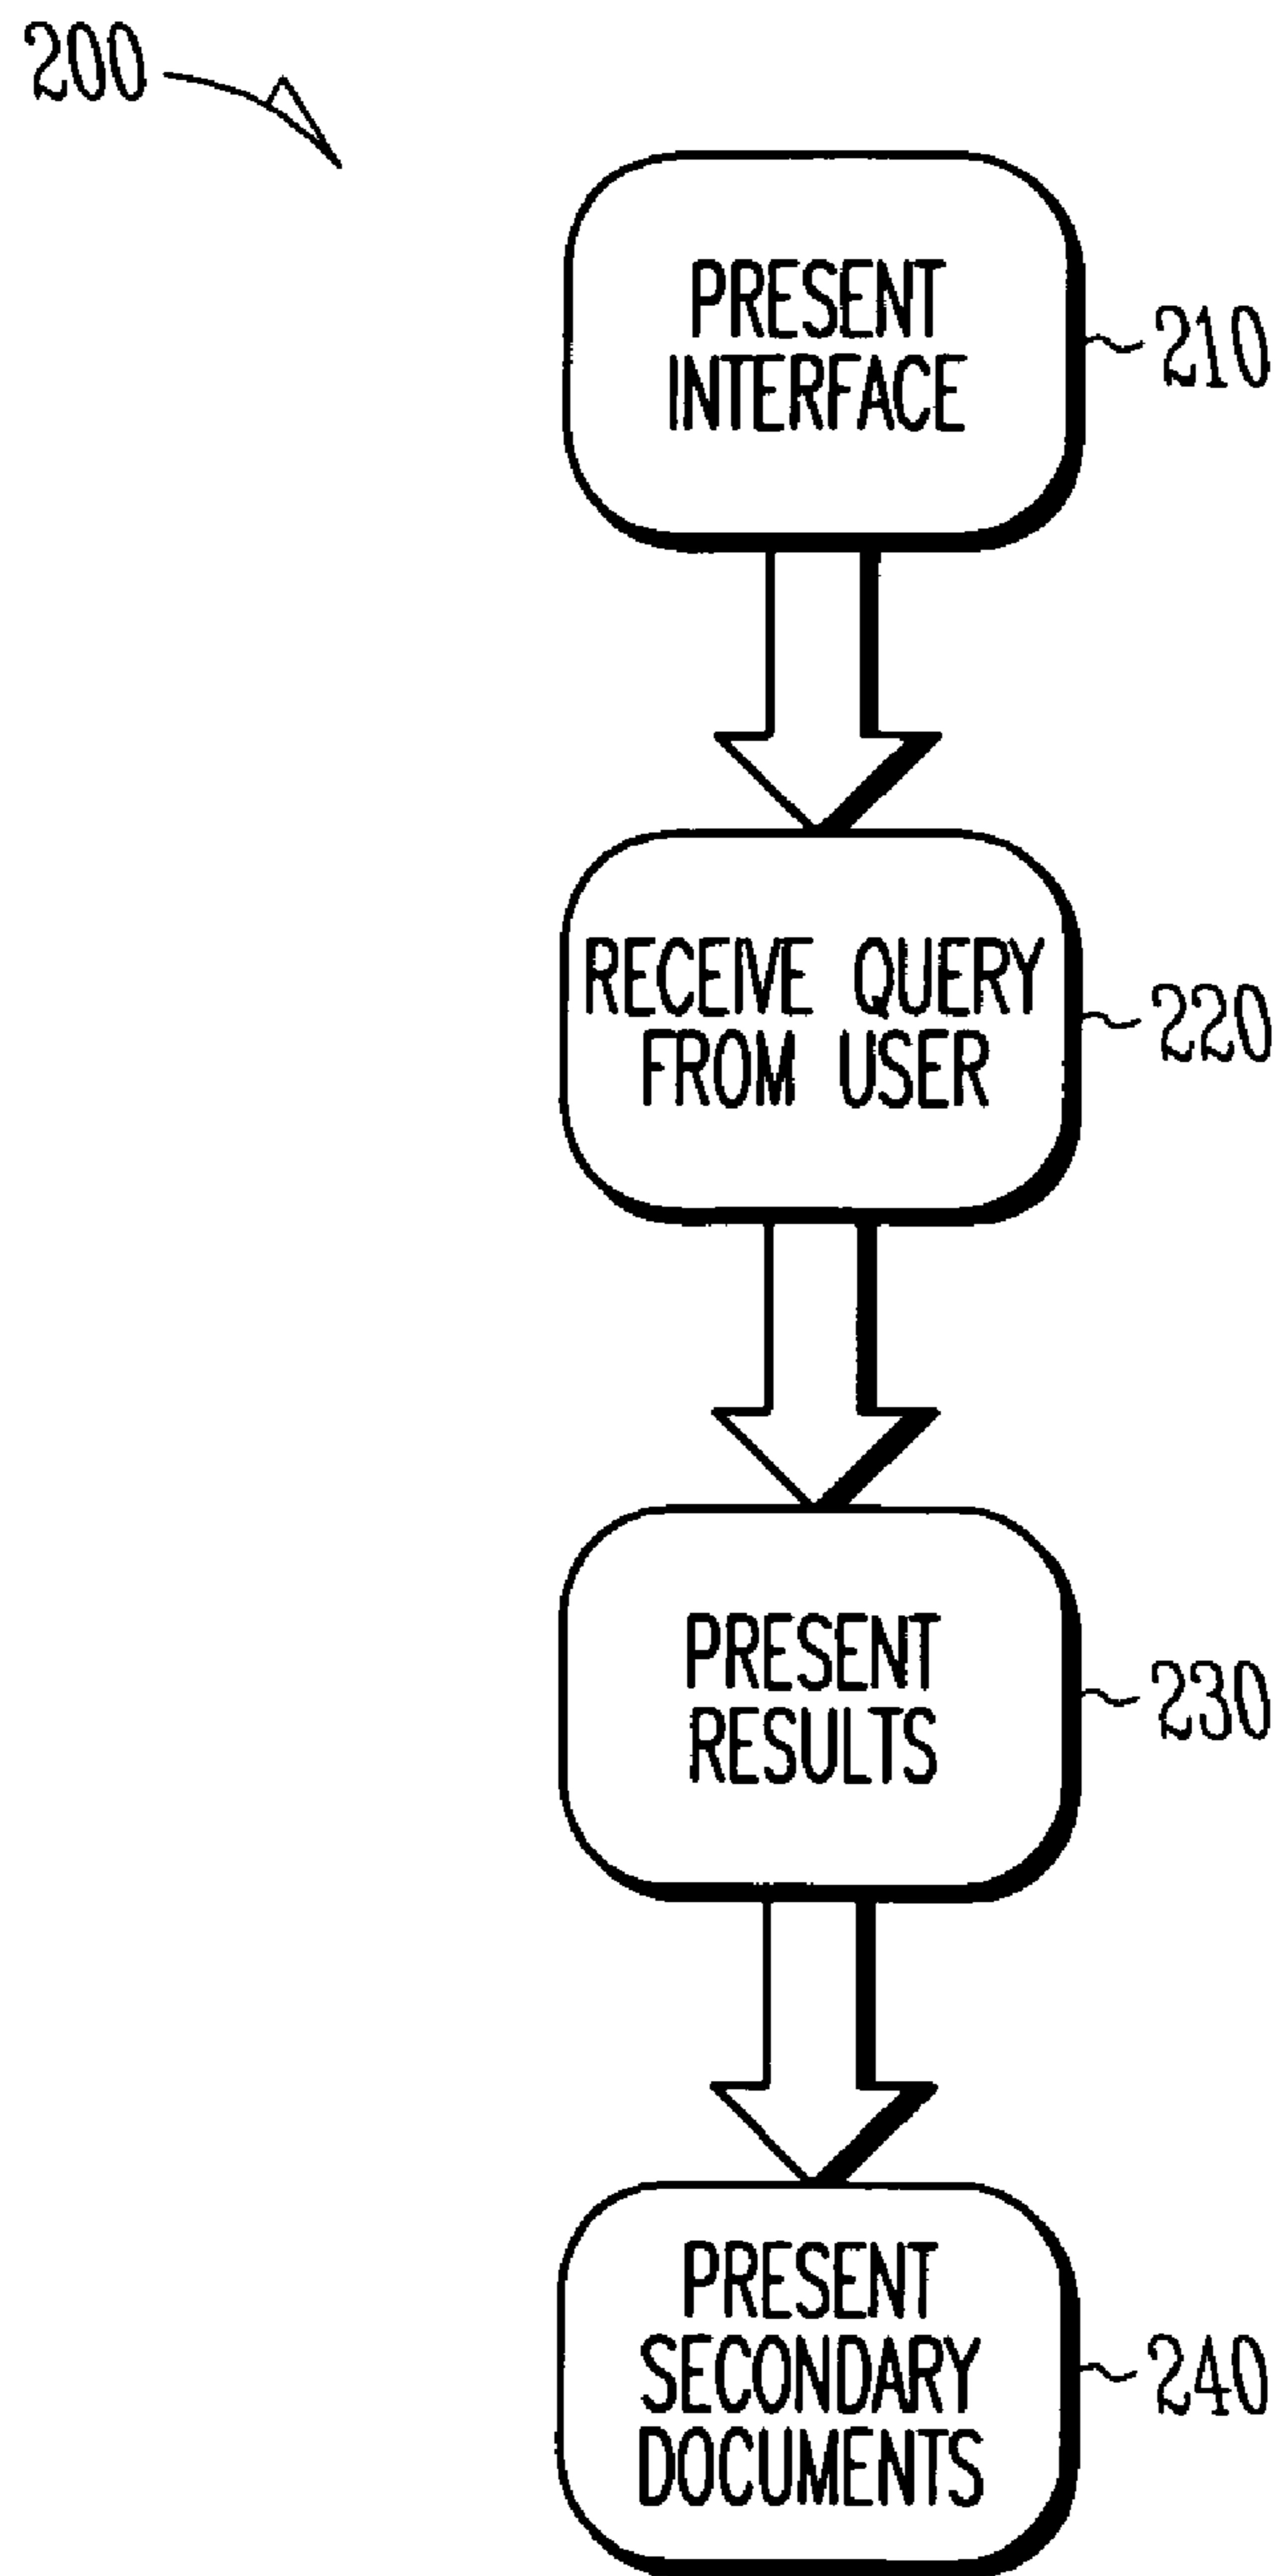 200
PRESENT
INTERFACE
210
RECEIVE QUERY
FROM USER
220
PRESENT
RESULTS
230
PRESENT
SECONDARY
DOCUMENTS
240